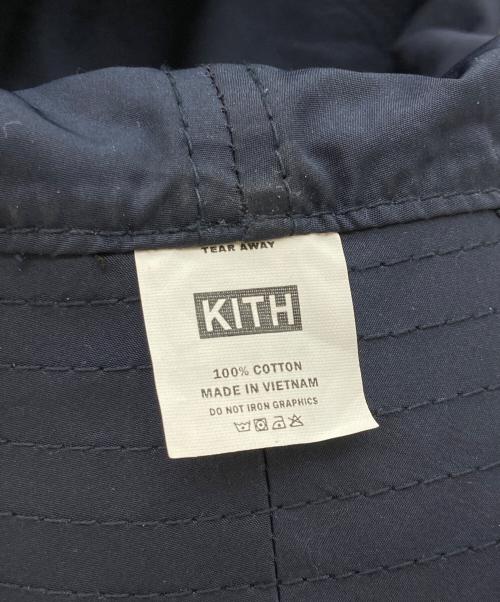 TEAR AWAY
KITH
100% COTTON
MADE IN VIETNAM
DO NOT IRON GRAPHICS